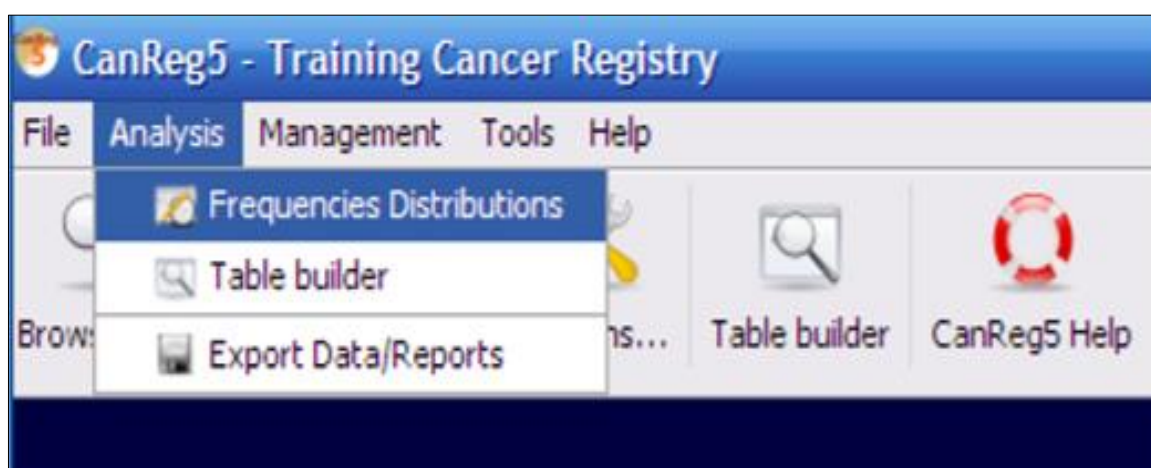 CanReg5 - Training Cancer Registry
File Analysis Management Tools Help
Frequencies Distributions
Table builder
Export Data/Reports
Table builder CanReg5 Help